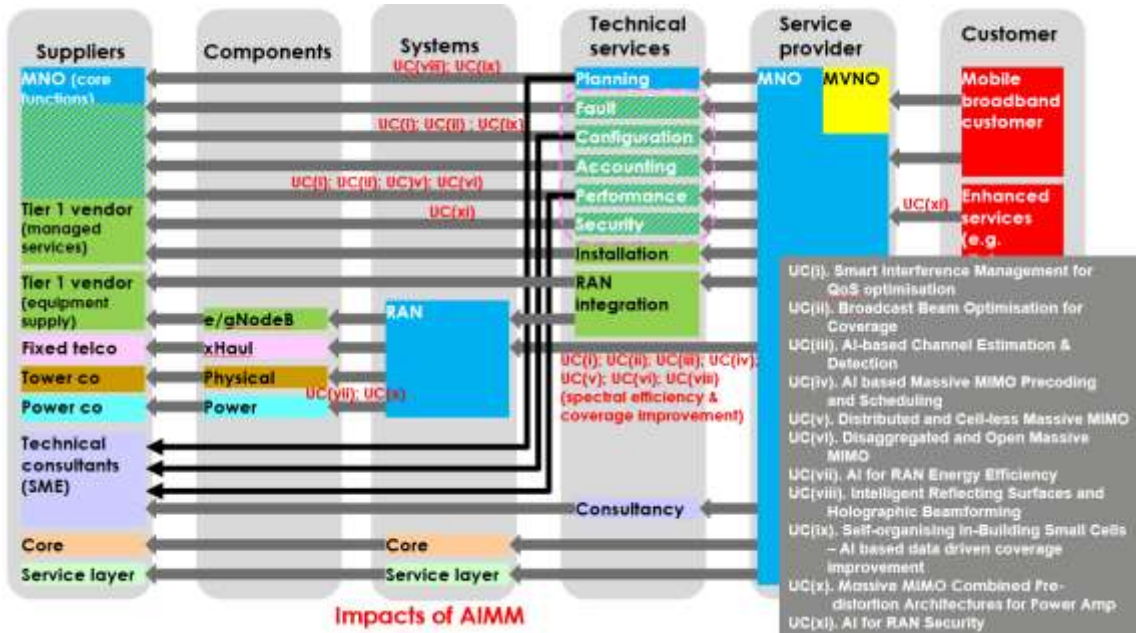 Suppliers
Components
Systems
Technical
services
Service
provider
Customer
MNO (core
functions)
Tier 1 vendor
(managed
services)
Tier 1 vendor
(equipment
supply)
Fixed telco
Tower co
Power co
Technical
consultants
(SME)
Core
Service layer
e/gNodeB
xHaul
Physical
Power
RAN
Core
Service layer
Planning
Fault
Configuration
Accounting
Performance
Security
Installation
RAN
integration
Consultancy
MNO
MVNO
Mobile
broadband
customer
Enhanced
services
(e.g.
UC(viii); UC(ix)
UC(i); UC(ii) ; UC(ix)
UC(i); UC(ii); UC)v); UC(vi)
UC(xi)
UC(xi)
UC(vii); UC(x)
UC(i); UC(ii); UC(iii); UC(iv);
UC(v); UC(vi); UC(viii)
(spectral efficiency &
coverage improvement)
UC(i). Smart Interference Management for
QoS optimisation
UC(ii). Broadcast Beam Optimisation for
Coverage
UC(iii). AI-based Channel Estimation &
Detection
UC(iv). AI based Massive MIMO Precoding
and Scheduling
UC(v). Distributed and Cell-less Massive MIMO
UC(vi). Disaggregated and Open Massive
MIMO
UC(vii). AI for RAN Energy Efficiency
UC(viii). Intelligent Reflecting Surfaces and
Holographic Beamforming
UC(ix). Self-organising In-Building Small Cells
– AI based data driven coverage
improvement
UC(x). Massive MIMO Combined Pre-
distortion Architectures for Power Amp
UC(xi). AI for RAN Security
Impacts of AIMM